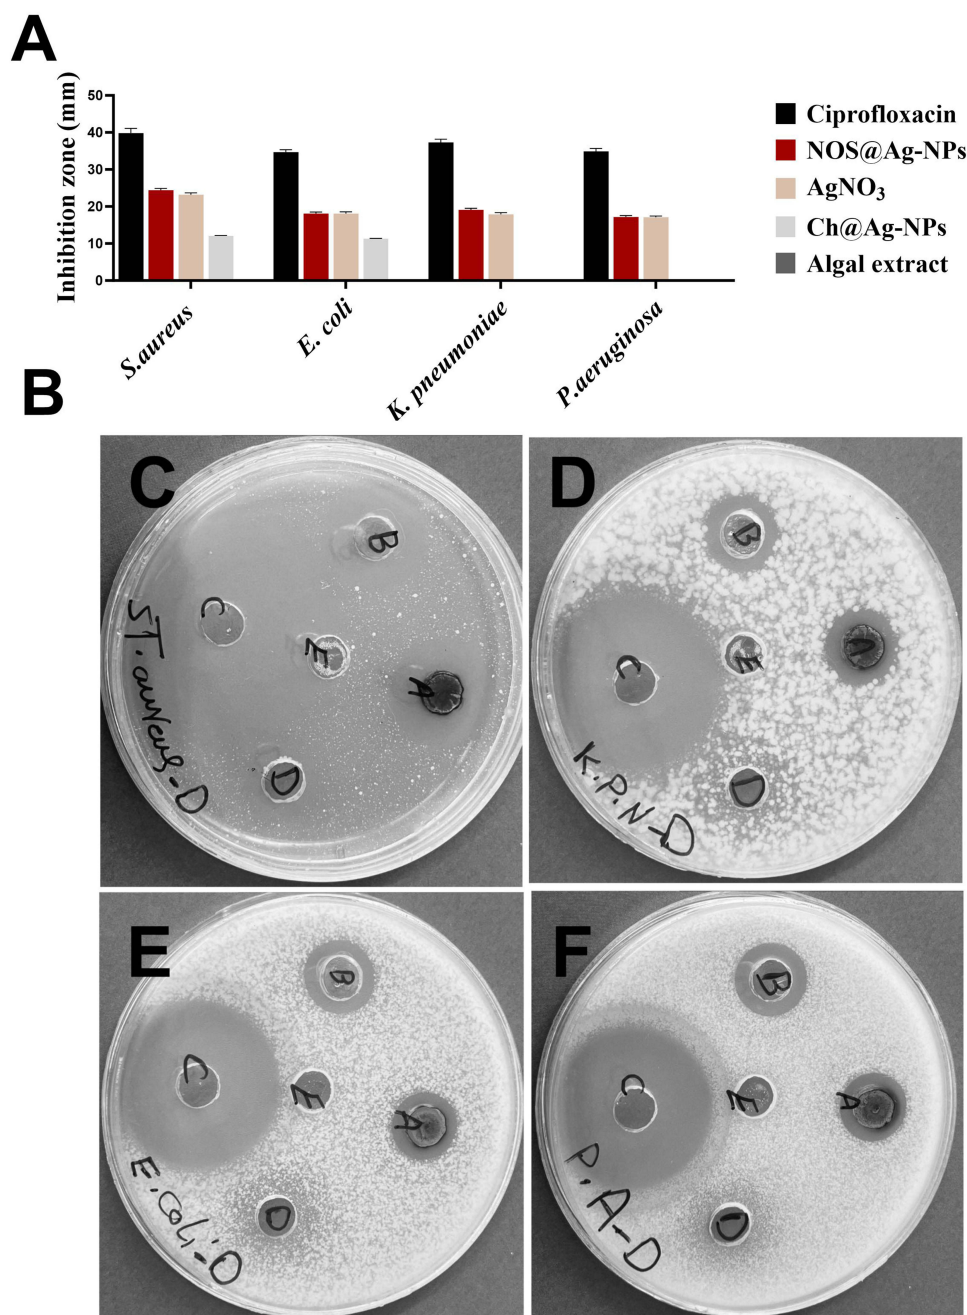 A
Inhibition zone (mm)
50
40
30
20
10
0
S.aureus
E. coli
K. pneumoniae
P.aeruginosa
Ciprofloxacin
NOS@Ag-NPs
AgNO₃
Ch@Ag-NPs
Algal extract
B
C
B
C
E
A
D
ST.aureus-D
D
B
A
E
C
D
K.P.N-D
E
B
C
E
A
D
E.coli-D
F
B
C
E
A
D
P.A-D